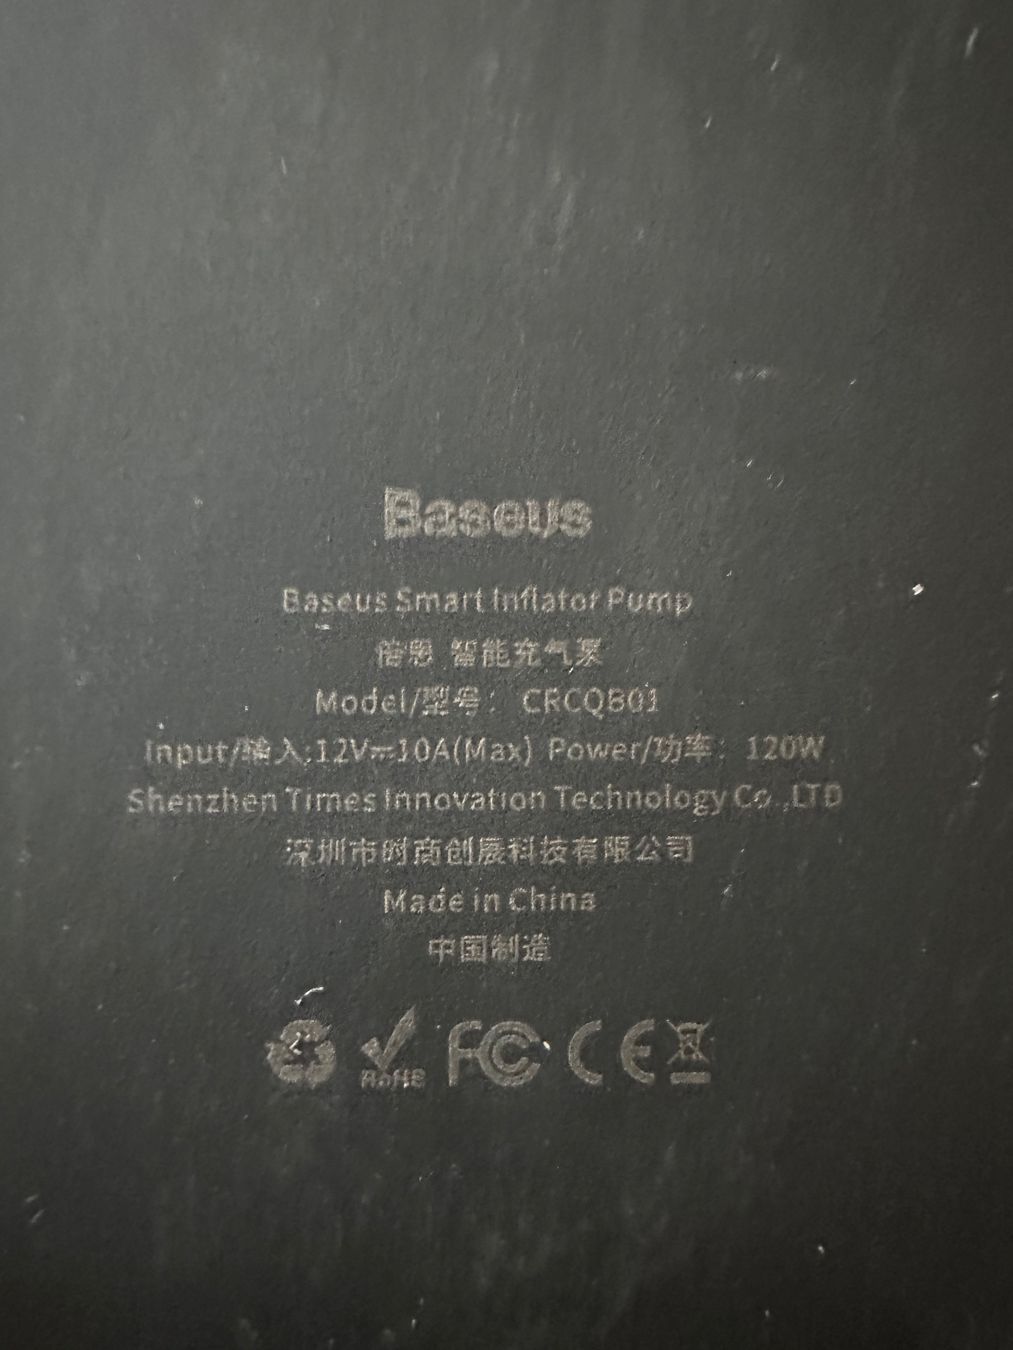 Baseus
Baseus Smart Inflator Pump
倍思 智能充气泵
Model/型号： CRCQB01
Input/输入:12V⎓10A(Max) Power/功率：120W
Shenzhen Times Innovation Technology Co.,LTD
深圳市时商创展科技有限公司
Made in China
中国制造
RoHS FC CE